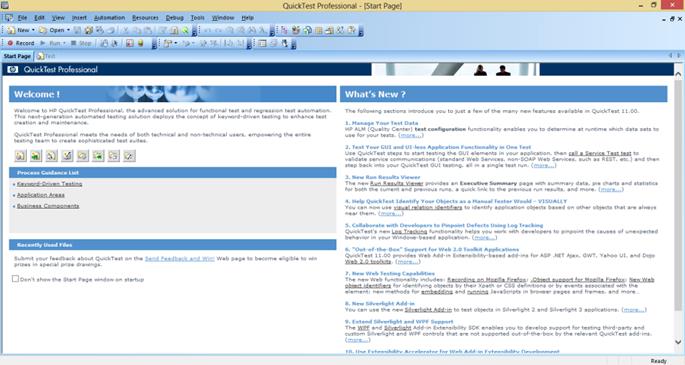 QuickTest Professional - [Start Page]
File Edit View Insert Automation Resources Debug Tools Window Help
New Open
Record Run Stop
Start Page Test
QuickTest Professional
Welcome !
Welcome to HP QuickTest Professional, the advanced solution for functional test and regression test automation.
This next-generation automated testing solution deploys the concept of keyword-driven testing to enhance test
creation and maintenance.
QuickTest Professional meets the needs of both technical and non-technical users, empowering the entire
testing team to create sophisticated test suites.
Process Guidance List
Keyword-Driven Testing
Application Areas
Business Components
Recently Used Files
Submit your feedback about QuickTest on the Send Feedback and Win! Web page to become eligible to win
prizes in special prize drawings.
Don't show the Start Page window on startup
What's New ?
The following sections introduce you to just a few of the many new features available in QuickTest 11.00.
1. Manage Your Test Data
HP ALM (Quality Center) test configuration functionality enables you to determine at runtime which data sets to
use for your tests. (more...)
2. Test Your GUI and UI-less Application Functionality in One Test
Use QuickTest steps to start testing the GUI elements in your application, then call a Service Test test to
validate service communications (standard Web Services, non-SOAP Web Services, such as REST, etc.) and then
step back into your QuickTest GUI testing, all in a single test run. (more...)
3. New Run Results Viewer
The new Run Results Viewer provides an Executive Summary page with summary data, pie charts and statistics
for both the current and previous runs, a quick link to the previous run results, and more. (more...)
4. Help QuickTest Identify Your Objects as a Manual Tester Would - VISUALLY
You can now use visual relation identifiers to identify application objects based on other objects that are always
near them. (more...)
5. Collaborate with Developers to Pinpoint Defects Using Log Tracking
QuickTest's new Log Tracking functionality helps you work with developers to pinpoint the causes of unexpected
behavior in your Windows-based application. (more...)
6. "Out-of-the-Box" Support for Web 2.0 Toolkit Applications
QuickTest 11.00 provides Web Add-in Extensibility-based add-ins for ASP .NET Ajax, GWT, Yahoo UI, and Dojo
Web 2.0 toolkits. (more...)
7. New Web Testing Capabilities
The new Web functionality includes: Recording on Mozilla Firefox; .Object support for Mozilla Firefox; New Web
object identifiers for identifying objects by their Xpath or CSS definitions or by events associated with the
element; new methods for embedding and running JavaScripts in browser pages and frames, and more...
8. New Silverlight Add-in
You can use the new Silverlight Add-in to test objects in Silverlight 2 and Silverlight 3 applications. (more...)
9. Extend Silverlight and WPF Support
The WPF and Silverlight Add-in Extensibility SDK enables you to develop support for testing third-party and
custom Silverlight and WPF controls that are not supported out-of-the-box by the relevant QuickTest add-ins.
(more...)
10. Use Extensibility Accelerator for Web Add-in Extensibility Development
Ready